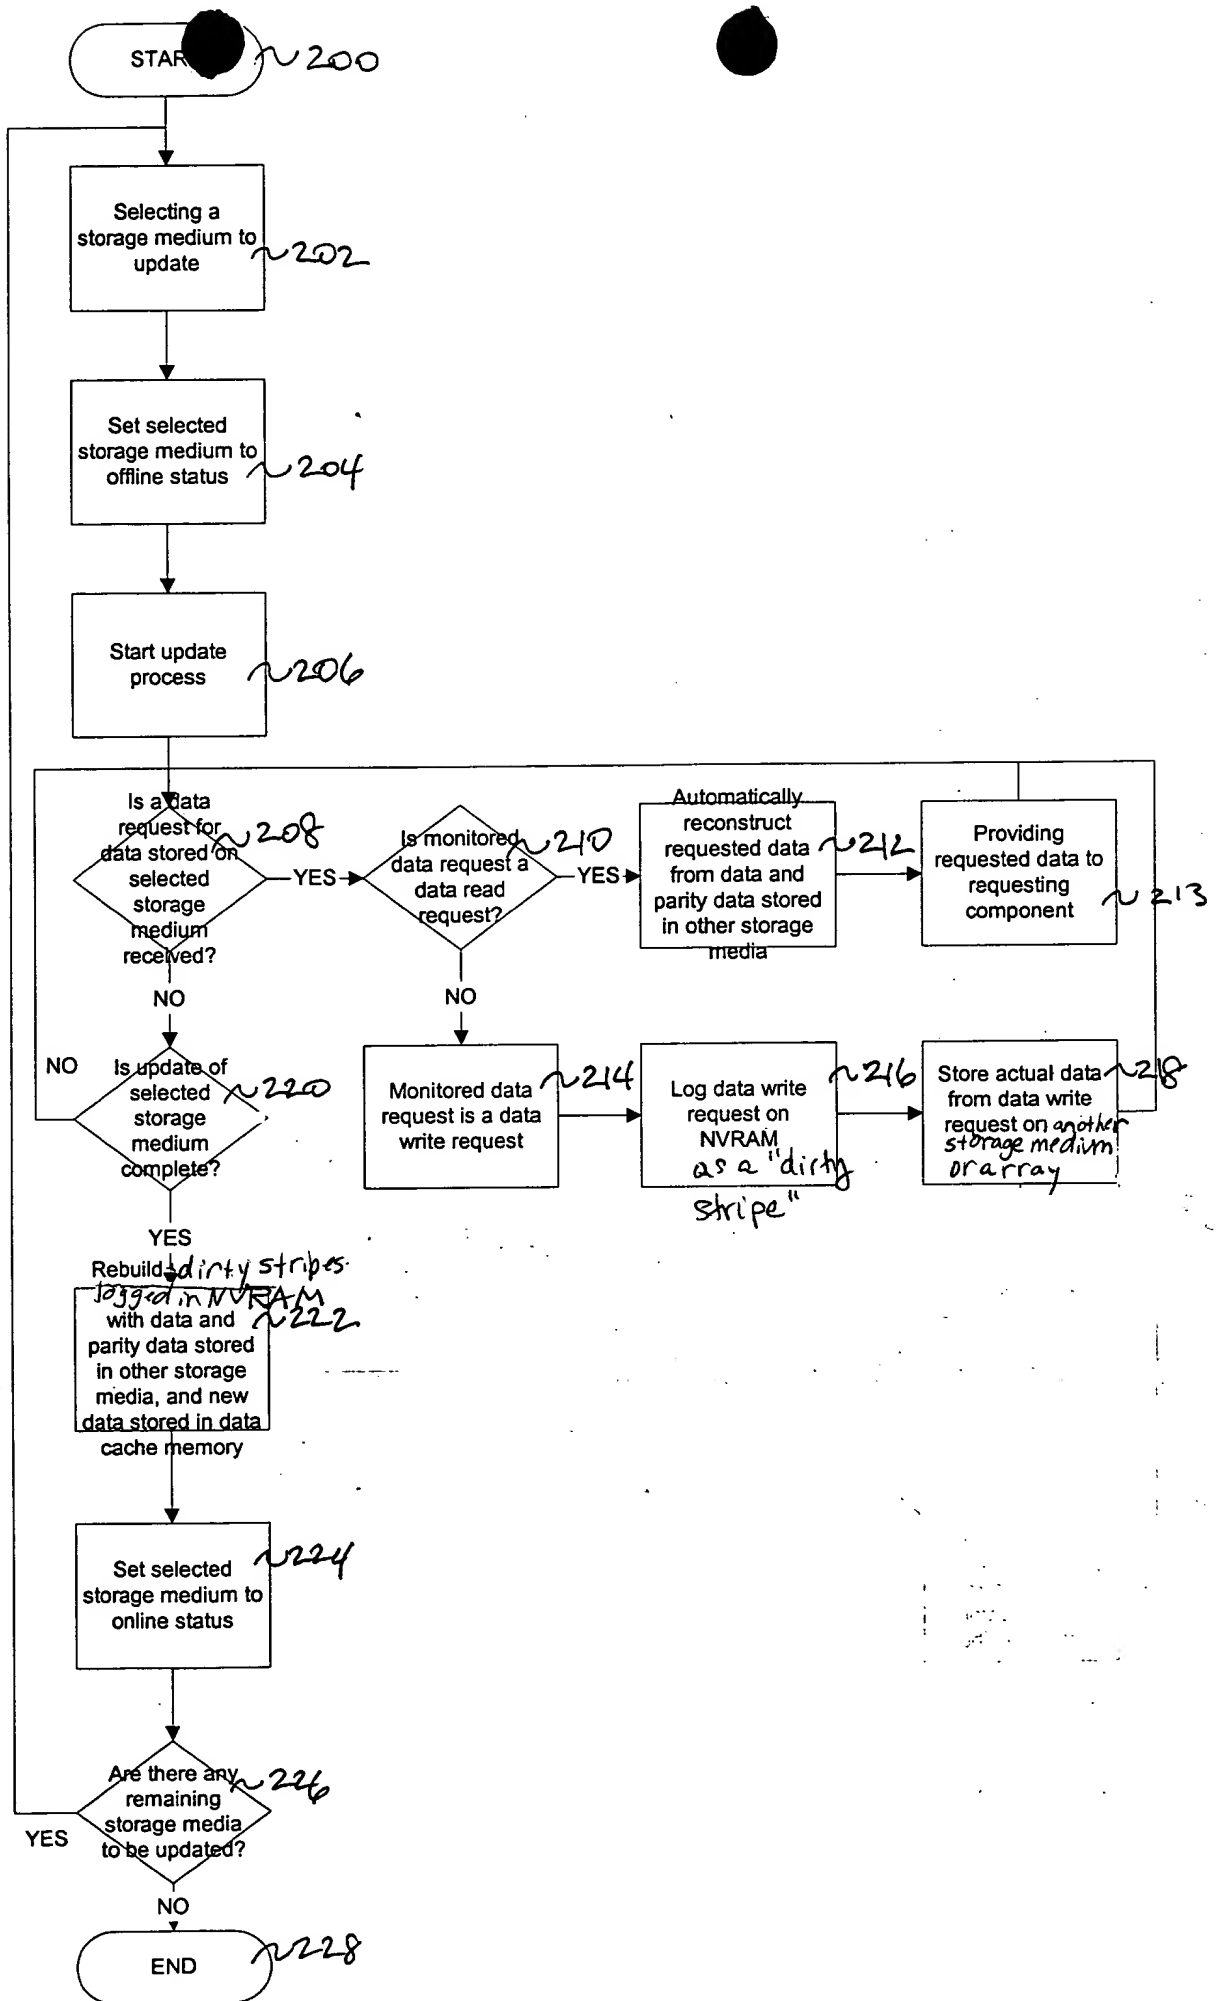 STAR
~200
Selecting a
storage medium to
update
~202
Set selected
storage medium to
offline status
~204
Start update
process
~206
Is a data
request for
data stored on
selected
storage
medium
received?
~208
YES
Is monitored
data request a
data read
request?
~210
YES
Automatically
reconstruct
requested data
from data and
parity data stored
in other storage
media
~212
Providing
requested data to
requesting
component
~213
NO
NO
NO
Is update of
selected
storage
medium
complete?
~220
Monitored data
request is a data
write request
~214
Log data write
request on
NVRAM
as a "dirty
stripe"
~216
Store actual data
from data write
request on another
storage medium
or array
~218
YES
Rebuild dirty stripes
logged in NVRAM
with data and
parity data stored
in other storage
media, and new
data stored in data
cache memory
~222
Set selected
storage medium to
online status
~224
Are there any
remaining
storage media
to be updated?
~226
YES
NO
END
~228